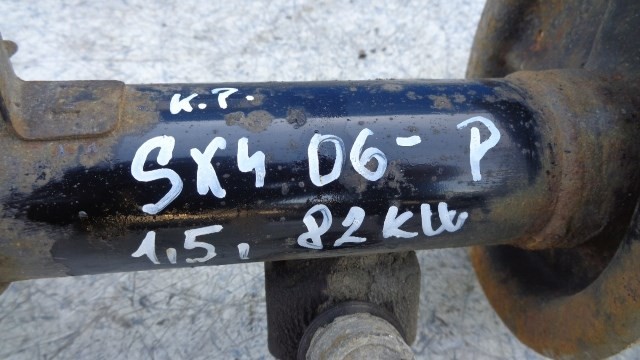 K.T.
SX4 06- P
1,5. 82 KW